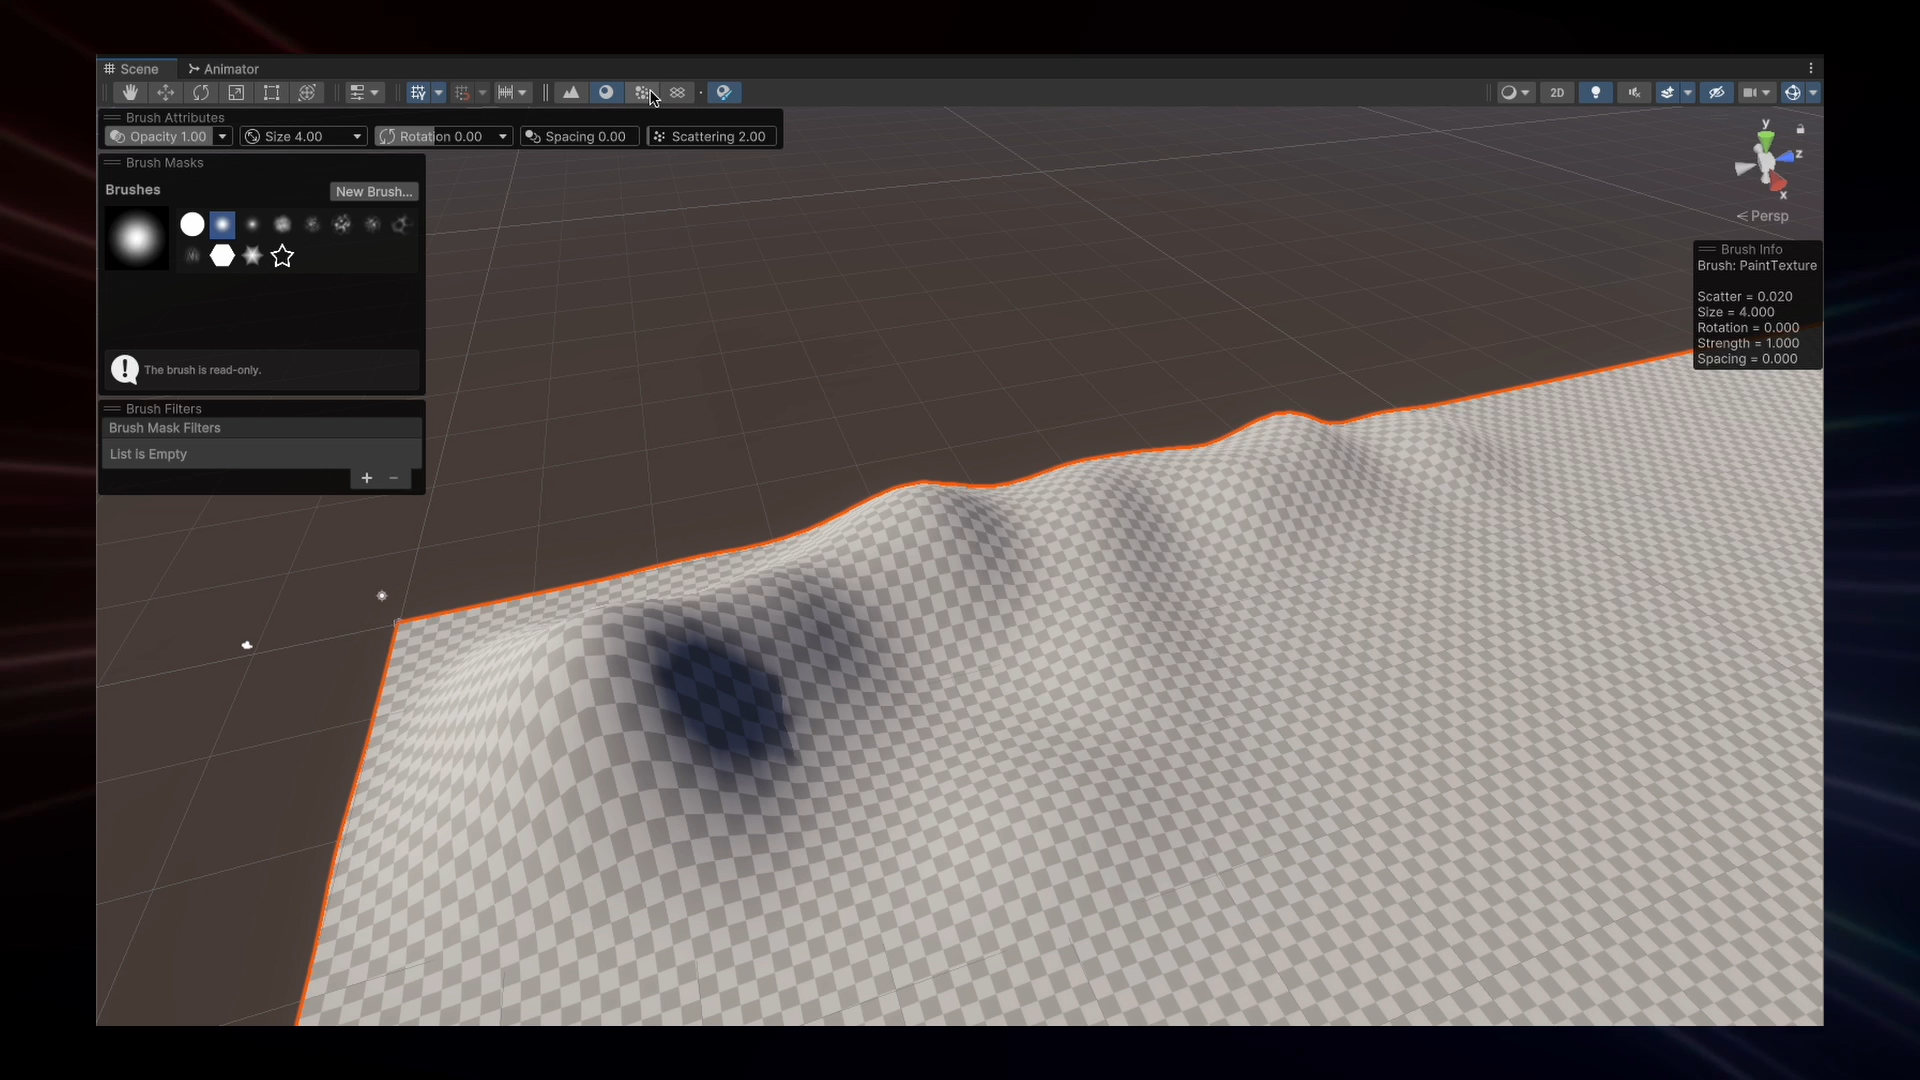 Scene
Animator
2D
Brush Attributes
Opacity 1.00
Size 4.00
Rotation 0.00
Spacing 0.00
Scattering 2.00
Brush Masks
Brushes
New Brush...
The brush is read-only.
Brush Filters
Brush Mask Filters
List is Empty
y
z
x
Persp
Brush Info
Brush: PaintTexture
Scatter = 0.020
Size = 4.000
Rotation = 0.000
Strength = 1.000
Spacing = 0.000